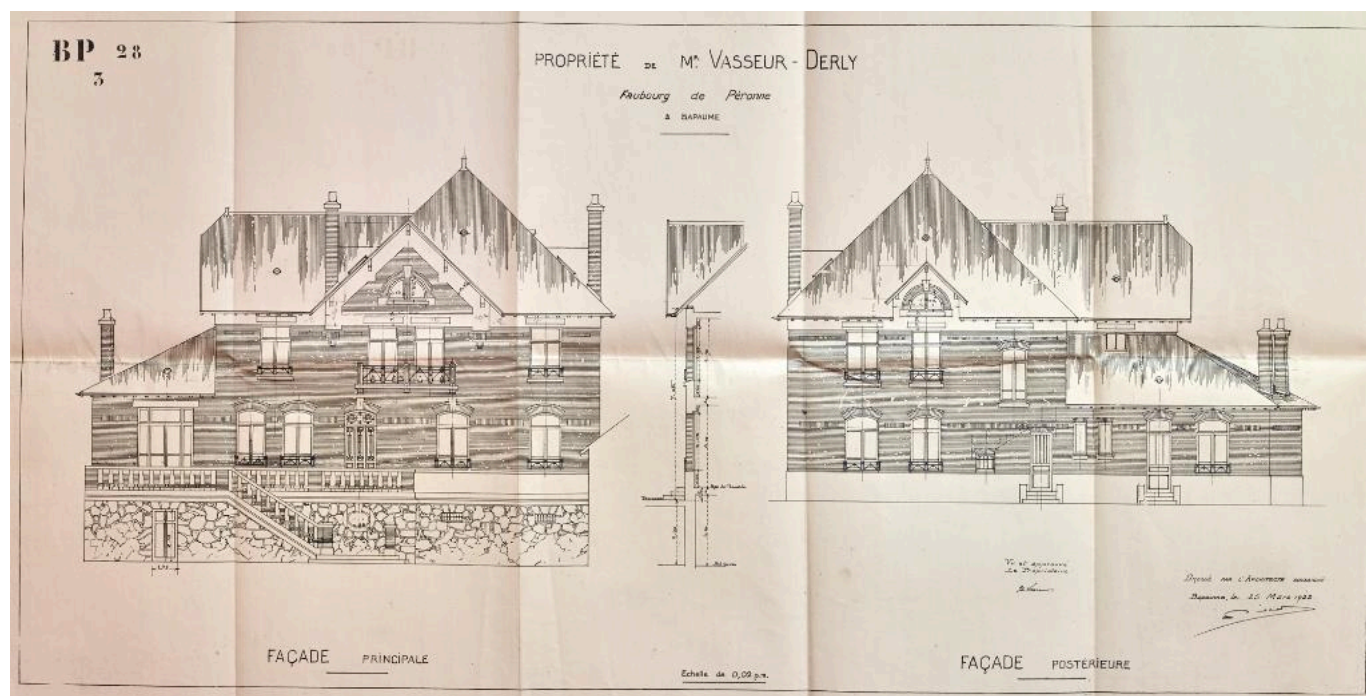 BP 28
3
PROPRIÉTÉ DE Mr. VASSEUR - DERLY
Faubourg de Péronne
à BAPAUME
Vu et approuvé
Le Propriétaire
Dressé par l'Architecte soussigné
Bapaume, le 25 Mars 1922
FAÇADE PRINCIPALE
Echelle de 0,02 p.m.
FAÇADE POSTÉRIEURE